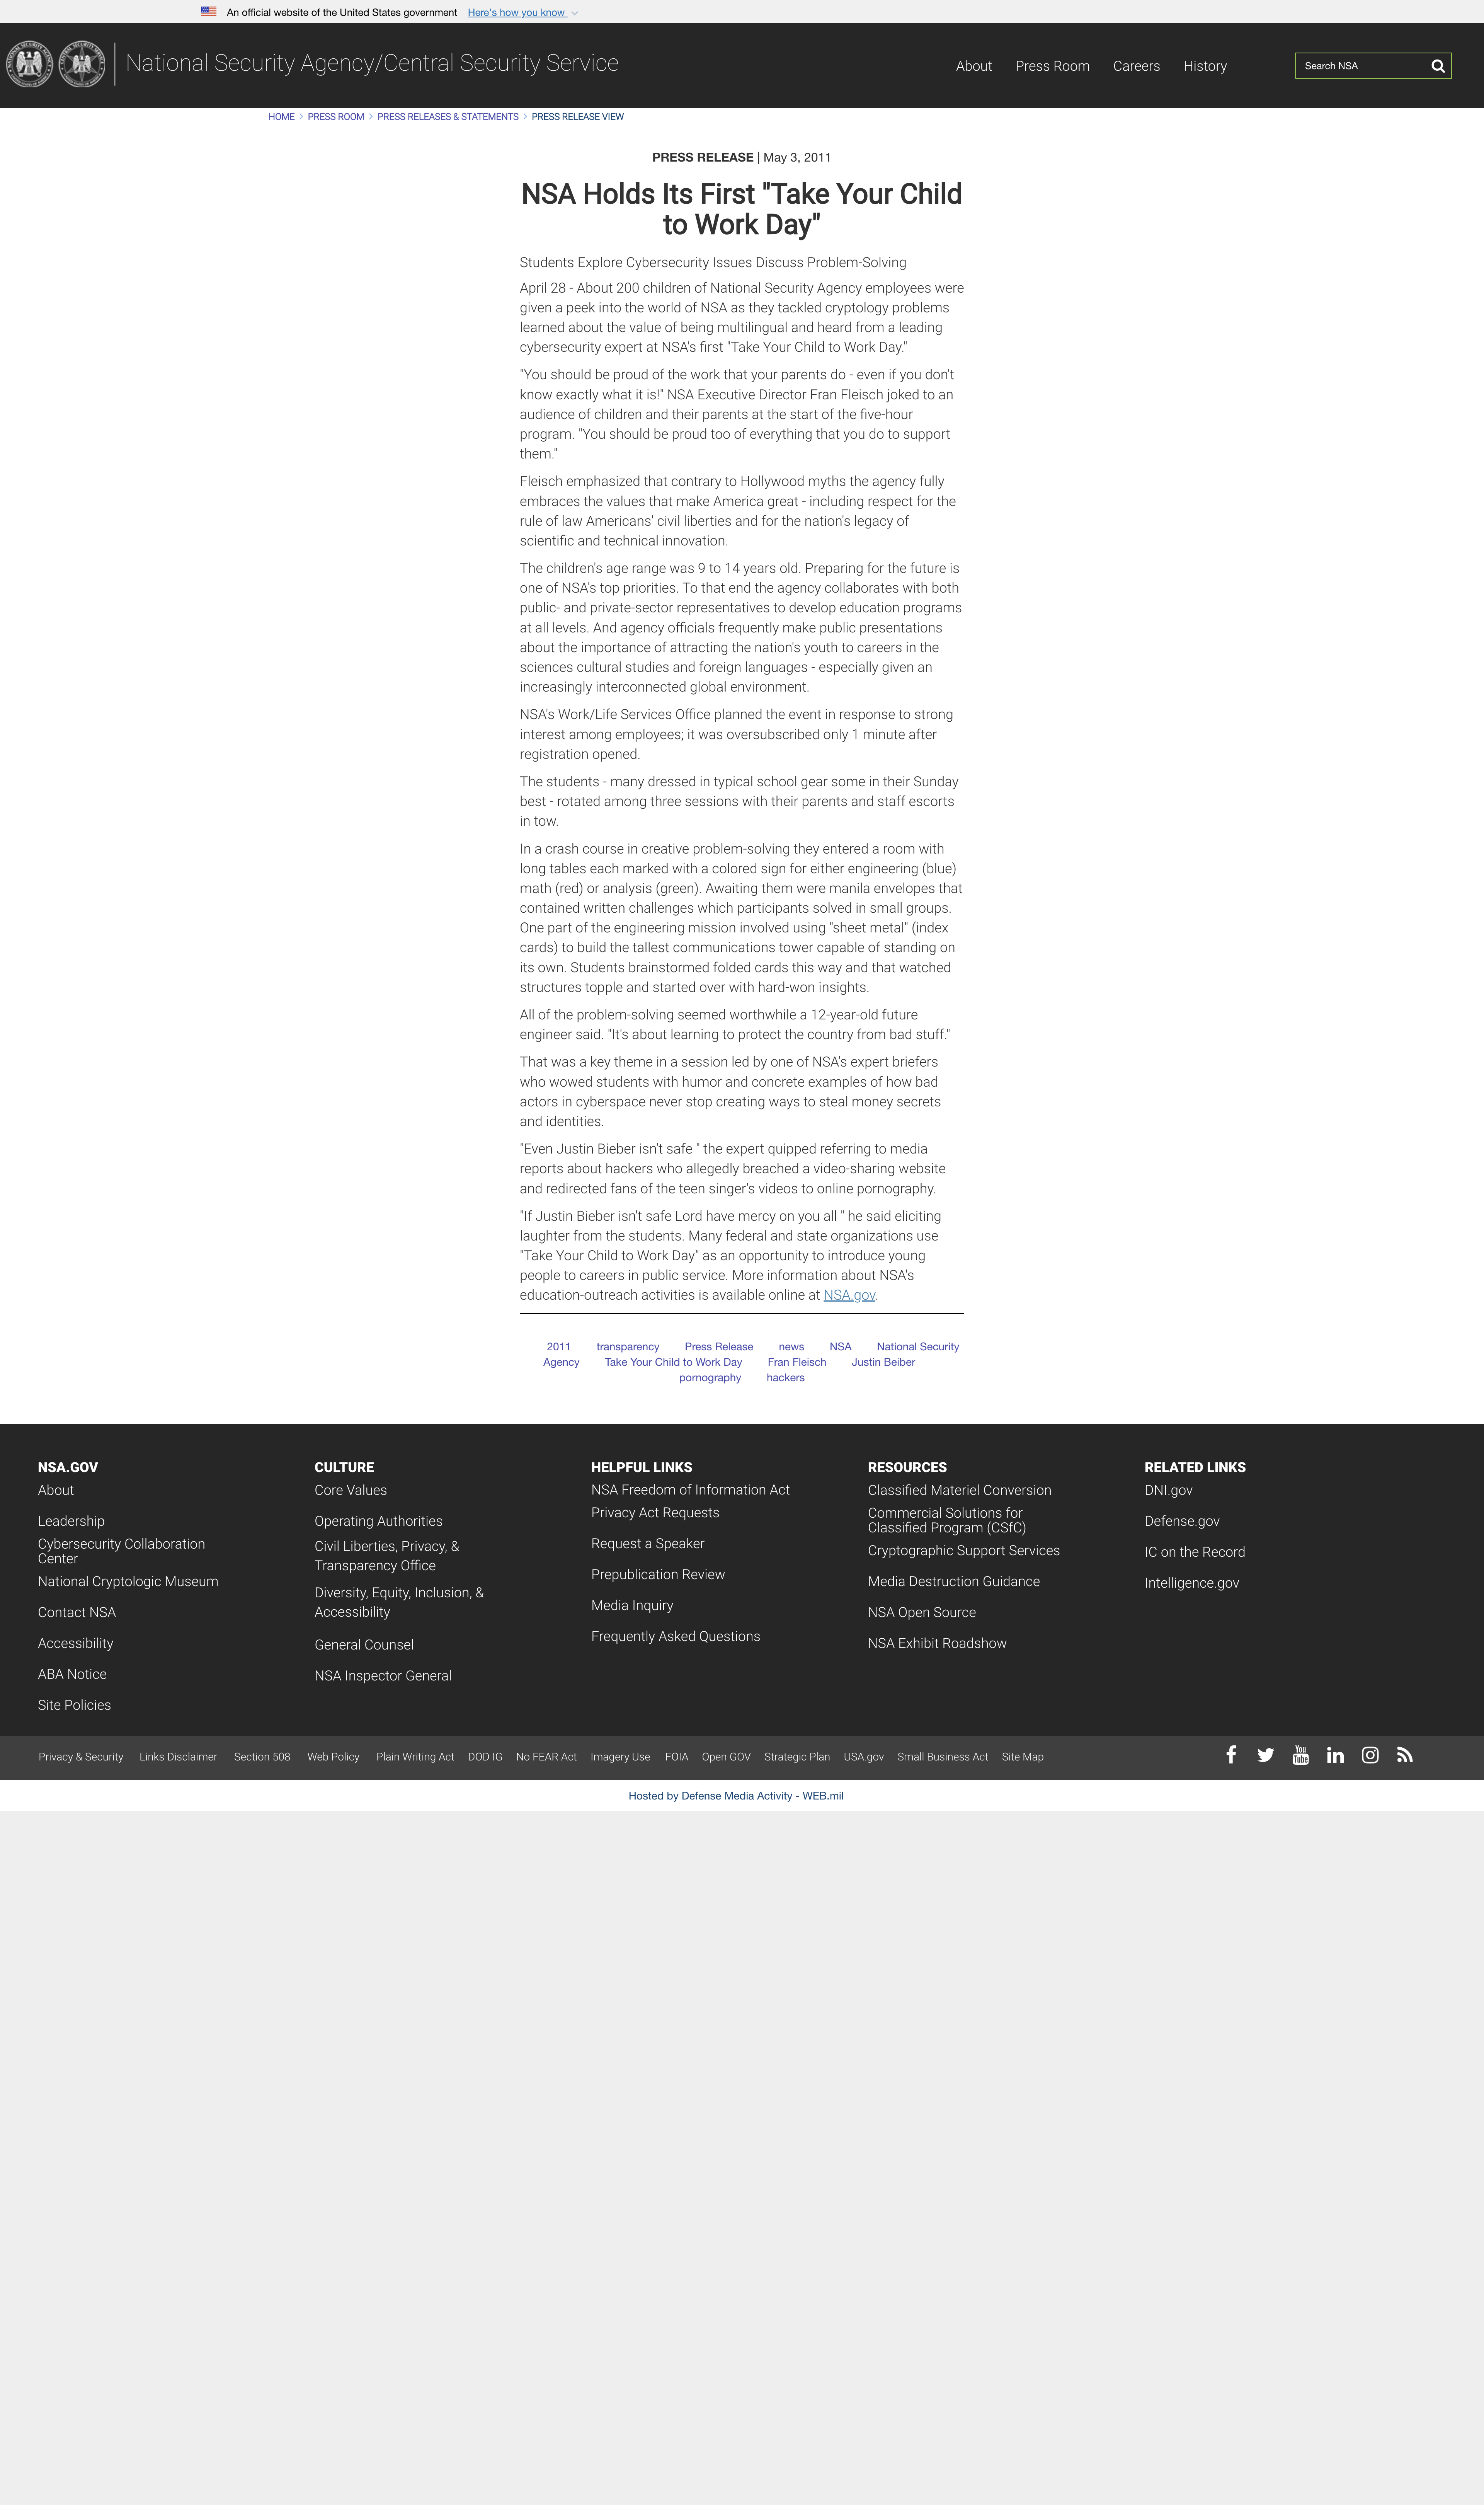 An official website of the United States government Here's how you know
National Security Agency/Central Security Service
About Press Room Careers History
Search NSA
HOME > PRESS ROOM > PRESS RELEASES & STATEMENTS > PRESS RELEASE VIEW
PRESS RELEASE | May 3, 2011
NSA Holds Its First "Take Your Child
to Work Day"
Students Explore Cybersecurity Issues Discuss Problem-Solving
April 28 - About 200 children of National Security Agency employees were
given a peek into the world of NSA as they tackled cryptology problems
learned about the value of being multilingual and heard from a leading
cybersecurity expert at NSA's first "Take Your Child to Work Day."
"You should be proud of the work that your parents do - even if you don't
know exactly what it is!" NSA Executive Director Fran Fleisch joked to an
audience of children and their parents at the start of the five-hour
program. "You should be proud too of everything that you do to support
them."
Fleisch emphasized that contrary to Hollywood myths the agency fully
embraces the values that make America great - including respect for the
rule of law Americans' civil liberties and for the nation's legacy of
scientific and technical innovation.
The children's age range was 9 to 14 years old. Preparing for the future is
one of NSA's top priorities. To that end the agency collaborates with both
public- and private-sector representatives to develop education programs
at all levels. And agency officials frequently make public presentations
about the importance of attracting the nation's youth to careers in the
sciences cultural studies and foreign languages - especially given an
increasingly interconnected global environment.
NSA's Work/Life Services Office planned the event in response to strong
interest among employees; it was oversubscribed only 1 minute after
registration opened.
The students - many dressed in typical school gear some in their Sunday
best - rotated among three sessions with their parents and staff escorts
in tow.
In a crash course in creative problem-solving they entered a room with
long tables each marked with a colored sign for either engineering (blue)
math (red) or analysis (green). Awaiting them were manila envelopes that
contained written challenges which participants solved in small groups.
One part of the engineering mission involved using "sheet metal" (index
cards) to build the tallest communications tower capable of standing on
its own. Students brainstormed folded cards this way and that watched
structures topple and started over with hard-won insights.
All of the problem-solving seemed worthwhile a 12-year-old future
engineer said. "It's about learning to protect the country from bad stuff."
That was a key theme in a session led by one of NSA's expert briefers
who wowed students with humor and concrete examples of how bad
actors in cyberspace never stop creating ways to steal money secrets
and identities.
"Even Justin Bieber isn't safe " the expert quipped referring to media
reports about hackers who allegedly breached a video-sharing website
and redirected fans of the teen singer's videos to online pornography.
"If Justin Bieber isn't safe Lord have mercy on you all " he said eliciting
laughter from the students. Many federal and state organizations use
"Take Your Child to Work Day" as an opportunity to introduce young
people to careers in public service. More information about NSA's
education-outreach activities is available online at NSA.gov.
2011 transparency Press Release news NSA National Security
Agency Take Your Child to Work Day Fran Fleisch Justin Beiber
pornography hackers
NSA.GOV
About
Leadership
Cybersecurity Collaboration
Center
National Cryptologic Museum
Contact NSA
Accessibility
ABA Notice
Site Policies
CULTURE
Core Values
Operating Authorities
Civil Liberties, Privacy, &
Transparency Office
Diversity, Equity, Inclusion, &
Accessibility
General Counsel
NSA Inspector General
HELPFUL LINKS
NSA Freedom of Information Act
Privacy Act Requests
Request a Speaker
Prepublication Review
Media Inquiry
Frequently Asked Questions
RESOURCES
Classified Materiel Conversion
Commercial Solutions for
Classified Program (CSfC)
Cryptographic Support Services
Media Destruction Guidance
NSA Open Source
NSA Exhibit Roadshow
RELATED LINKS
DNI.gov
Defense.gov
IC on the Record
Intelligence.gov
Privacy & Security Links Disclaimer Section 508 Web Policy Plain Writing Act DOD IG No FEAR Act Imagery Use FOIA Open GOV Strategic Plan USA.gov Small Business Act Site Map
You Tube
Hosted by Defense Media Activity - WEB.mil